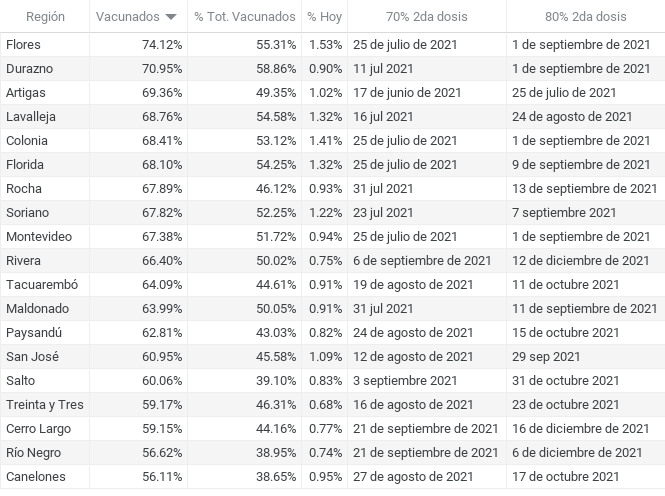 Región Vacunados % Tot. Vacunados % Hoy 70% 2da dosis 80% 2da dosis
Flores 74.12% 55.31% 1.53% 25 de julio de 2021 1 de septiembre de 2021
Durazno 70.95% 58.86% 0.90% 11 jul 2021 1 de septiembre de 2021
Artigas 69.36% 49.35% 1.02% 17 de junio de 2021 25 de julio de 2021
Lavalleja 68.76% 54.58% 1.32% 16 jul 2021 24 de agosto de 2021
Colonia 68.41% 53.12% 1.41% 25 de julio de 2021 1 de septiembre de 2021
Florida 68.10% 54.25% 1.32% 25 de julio de 2021 9 de septiembre de 2021
Rocha 67.89% 46.12% 0.93% 31 jul 2021 13 de septiembre de 2021
Soriano 67.82% 52.25% 1.22% 23 jul 2021 7 septiembre 2021
Montevideo 67.38% 51.72% 0.94% 25 de julio de 2021 1 de septiembre de 2021
Rivera 66.40% 50.02% 0.75% 6 de septiembre de 2021 12 de diciembre de 2021
Tacuarembó 64.09% 44.61% 0.91% 19 de agosto de 2021 11 de octubre de 2021
Maldonado 63.99% 50.05% 0.91% 31 jul 2021 11 de septiembre de 2021
Paysandú 62.81% 43.03% 0.82% 24 de agosto de 2021 15 de octubre de 2021
San José 60.95% 45.58% 1.09% 12 de agosto de 2021 29 sep 2021
Salto 60.06% 39.10% 0.83% 3 septiembre 2021 31 de octubre de 2021
Treinta y Tres 59.17% 46.31% 0.68% 16 de agosto de 2021 23 de octubre de 2021
Cerro Largo 59.15% 44.16% 0.77% 21 de septiembre de 2021 16 de diciembre de 2021
Río Negro 56.62% 38.95% 0.74% 21 de septiembre de 2021 6 de diciembre de 2021
Canelones 56.11% 38.65% 0.95% 27 de agosto de 2021 17 de octubre de 2021